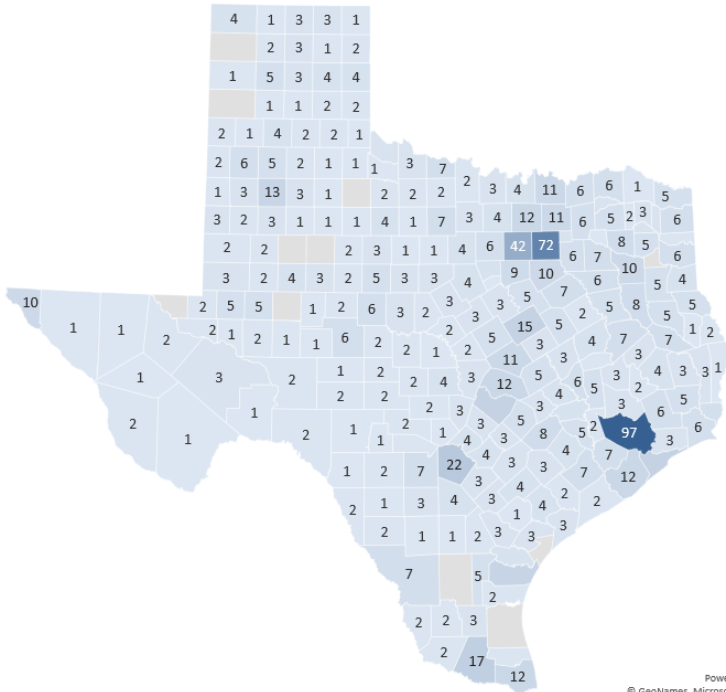 4 1 3 3 1
2 3 1 2
1 5 3 4 4
1 1 2 2
2 1 4 2 2 1
2 6 5 2 1 1 1 3 7
1 3 13 3 1 2 2 2 2 3 4 11 6 6 1 5
3 2 3 1 1 1 4 1 7 3 4 12 11 6 5 2 3 6
2 2 2 3 1 1 4 6 42 72 6 7 8 5 6
3 2 4 3 2 5 3 3 4 9 10 7 6 10 5 4
10 2 5 5 1 2 6 3 2 3 3 5 2 5 8 5 5
1 1 2 2 1 2 1 1 6 2 2 1 2 5 15 3 5 4 7 3 7 1 2
1 3 2 1 2 2 4 3 11 12 5 3 4 6 5 3 2 4 3 3 1
2 1 1 2 2 2 3 3 5 3 3 6 5
2 1 1 2 1 4 4 3 8 5 2 97 3 6
1 2 7 22 4 3 3 3 4 7 12
2 1 3 4 3 4 1 4 2 7 2
2 1 1 2 3 3 3
7 5
2
2 2 3
2 17 12
Powe
© GeoNames, Microso